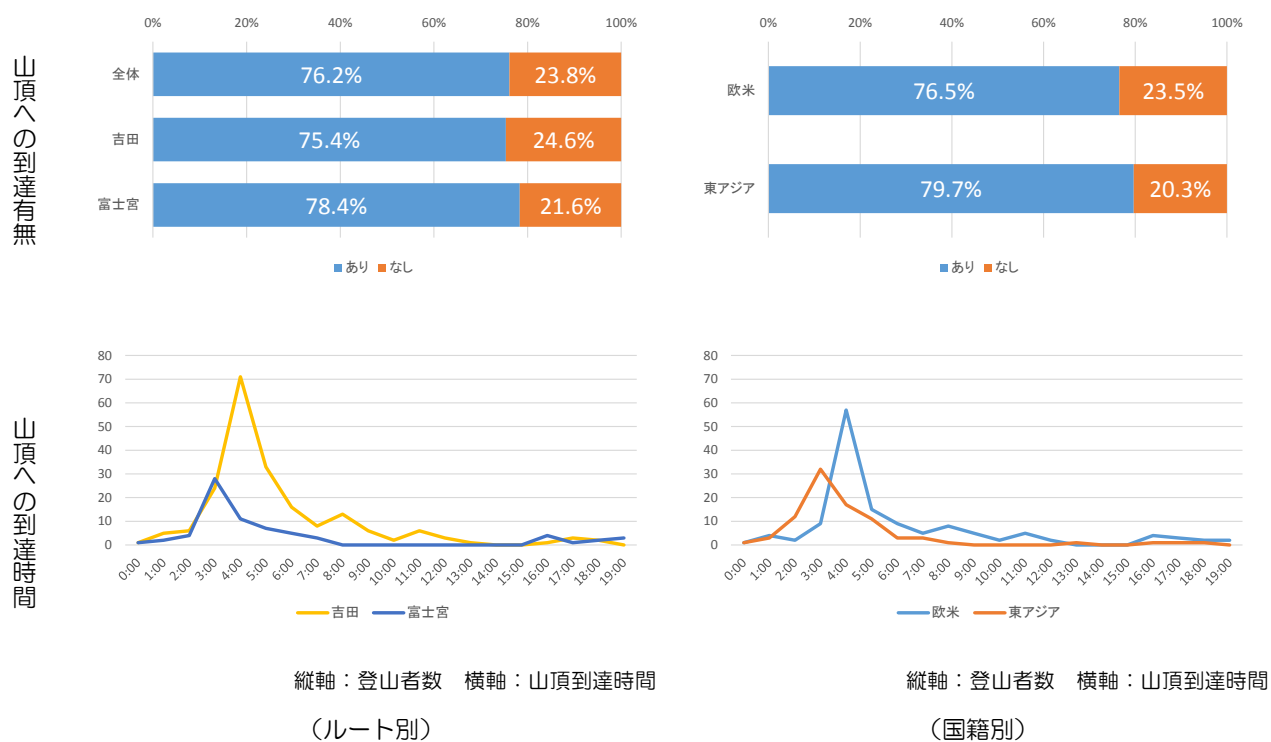 山頂への到達有無
0% 20% 40% 60% 80% 100%
全体 76.2% 23.8%
吉田 75.4% 24.6%
富士宮 78.4% 21.6%
あり なし
0% 20% 40% 60% 80% 100%
欧米 76.5% 23.5%
東アジア 79.7% 20.3%
あり なし
山頂への到達時間
80
70
60
50
40
30
20
10
0
0:00 1:00 2:00 3:00 4:00 5:00 6:00 7:00 8:00 9:00 10:00 11:00 12:00 13:00 14:00 15:00 16:00 17:00 18:00 19:00
吉田 富士宮
縦軸：登山者数 横軸：山頂到達時間
（ルート別）
80
70
60
50
40
30
20
10
0
0:00 1:00 2:00 3:00 4:00 5:00 6:00 7:00 8:00 9:00 10:00 11:00 12:00 13:00 14:00 15:00 16:00 17:00 18:00 19:00
欧米 東アジア
縦軸：登山者数 横軸：山頂到達時間
（国籍別）